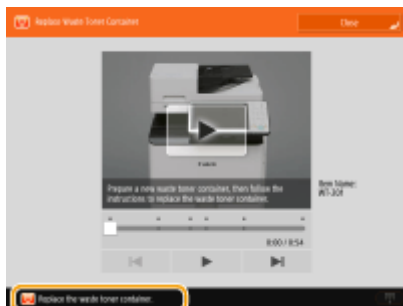 Replace Waste Toner Container
Close
Canon
Prepare a new waste toner container, then follow the
instructions to replace the waste toner container.
Item Name:
WT-201
0:00 / 0:54
Replace the waste toner container.